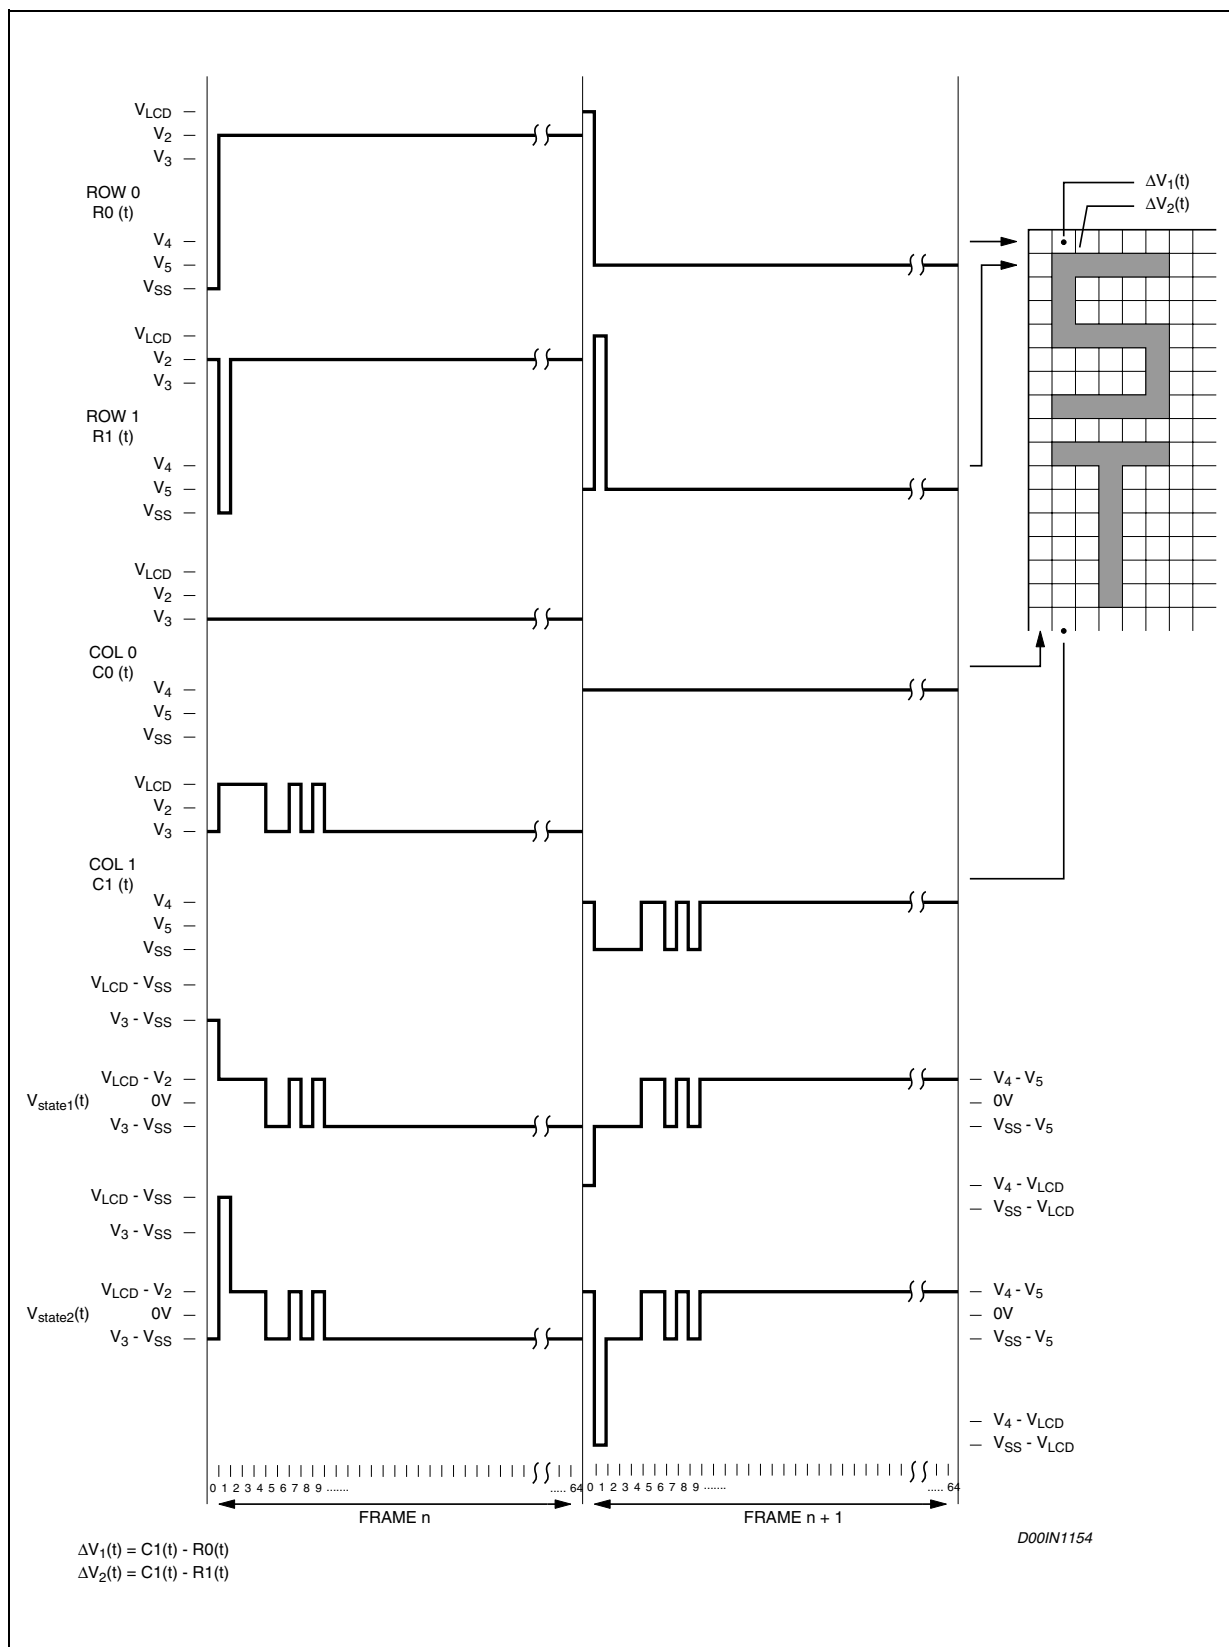 V_LCD
V_2
V_3
ROW 0
R0 (t)
V_4
V_5
V_SS
ΔV_1(t)
ΔV_2(t)
V_LCD
V_2
V_3
ROW 1
R1 (t)
V_4
V_5
V_SS
V_LCD
V_2
V_3
COL 0
C0 (t)
V_4
V_5
V_SS
V_LCD
V_2
V_3
COL 1
C1 (t)
V_4
V_5
V_SS
V_LCD - V_SS
V_3 - V_SS
V_LCD - V_2
V_state1(t) 0V
V_3 - V_SS
V_4 - V_5
0V
V_SS - V_5
V_4 - V_LCD
V_SS - V_LCD
V_LCD - V_SS
V_3 - V_SS
V_LCD - V_2
V_state2(t) 0V
V_3 - V_SS
V_4 - V_5
0V
V_SS - V_5
V_4 - V_LCD
V_SS - V_LCD
0 1 2 3 4 5 6 7 8 9 ....... ..... 64 0 1 2 3 4 5 6 7 8 9 ....... ..... 64
FRAME n FRAME n + 1
D00IN1154
ΔV_1(t) = C1(t) - R0(t)
ΔV_2(t) = C1(t) - R1(t)